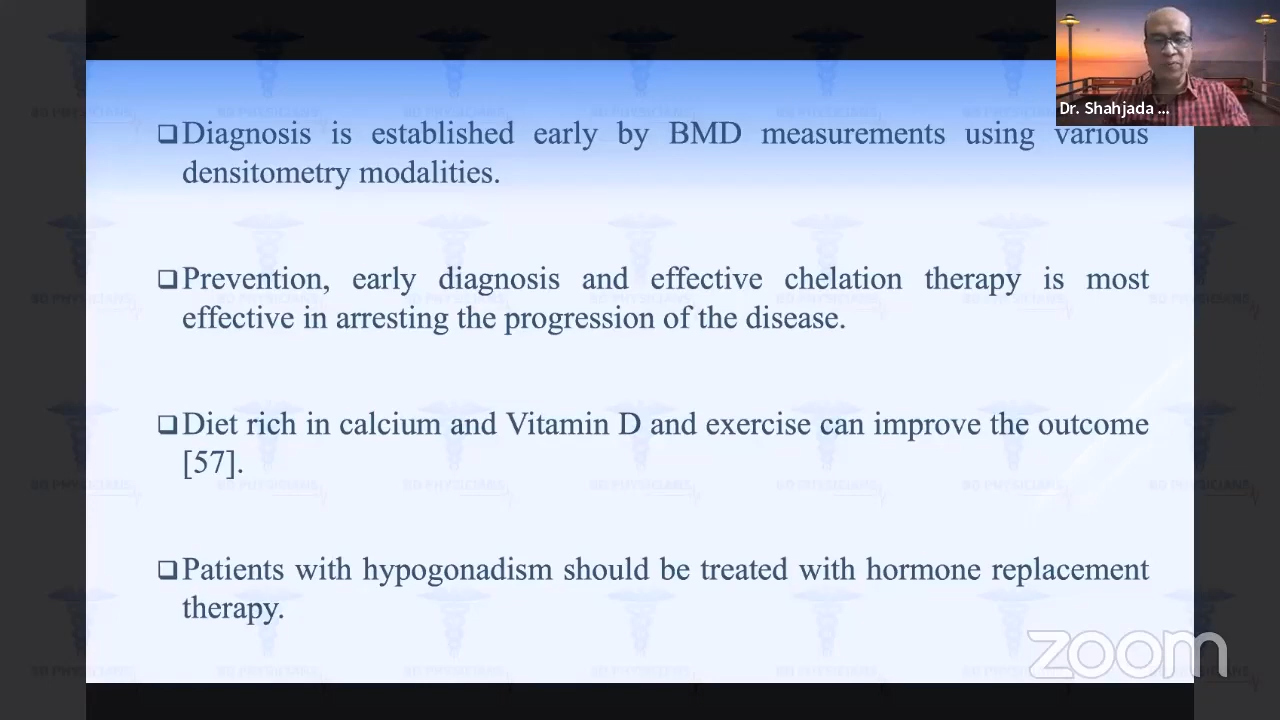 Dr. Shahjada ...
❑Diagnosis is established early by BMD measurements using various
densitometry modalities.
❑Prevention, early diagnosis and effective chelation therapy is most
effective in arresting the progression of the disease.
❑Diet rich in calcium and Vitamin D and exercise can improve the outcome
[57].
❑Patients with hypogonadism should be treated with hormone replacement
therapy.
zoom
BD PHYSICIANS